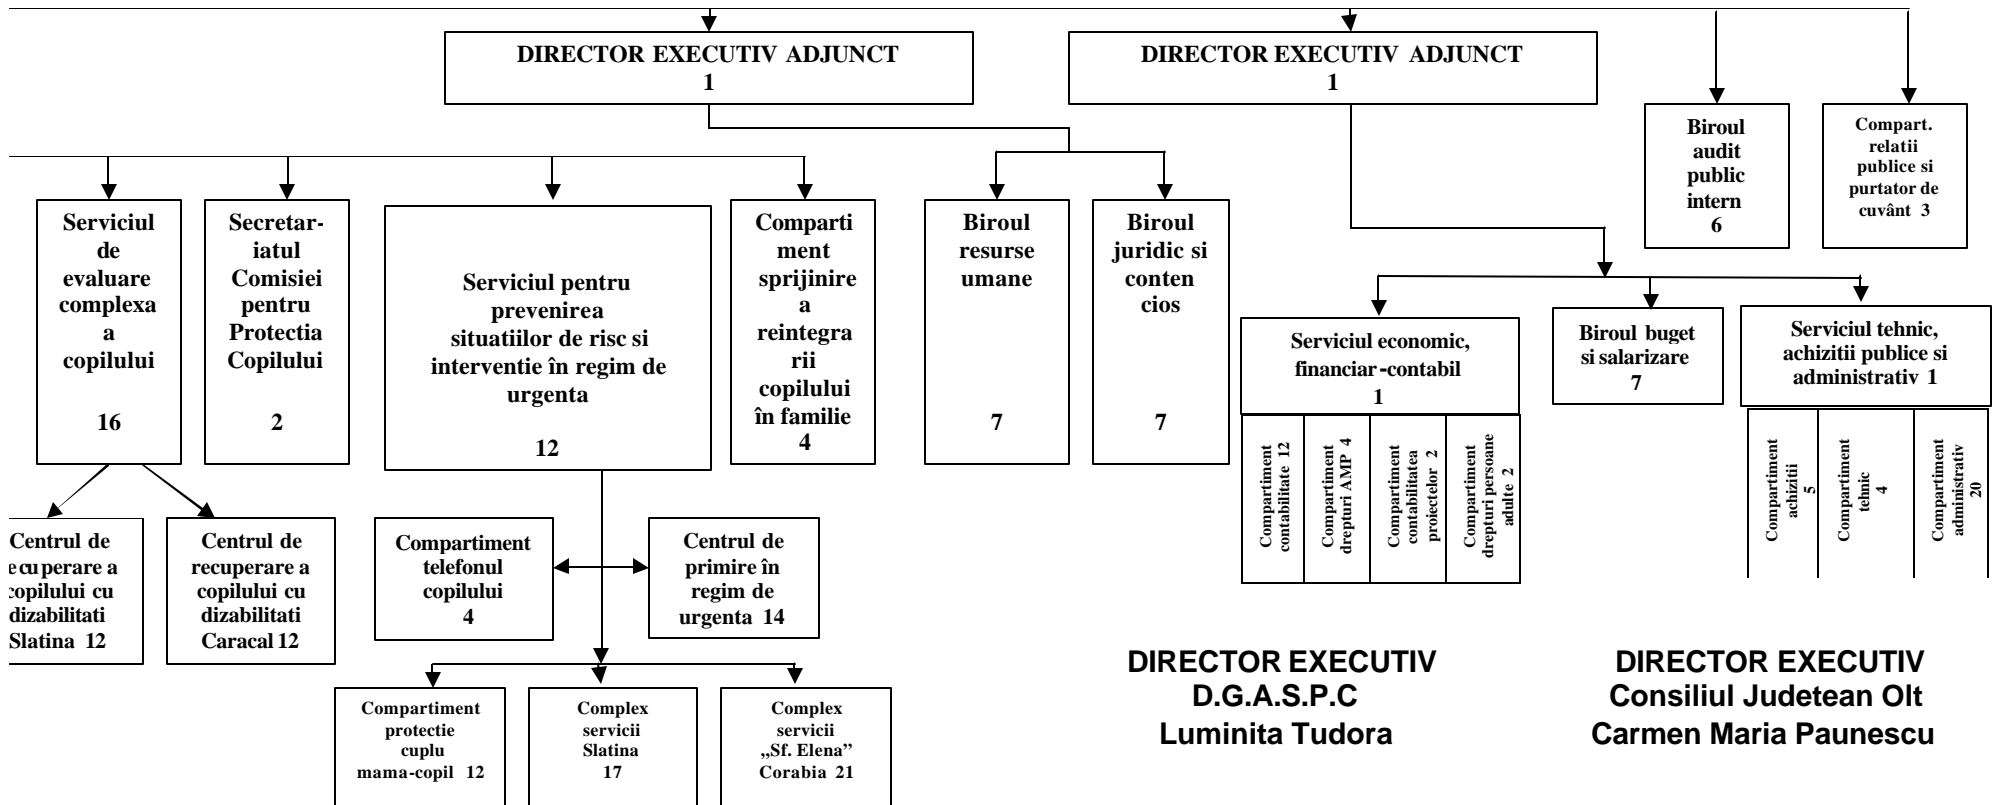 DIRECTOR EXECUTIV ADJUNCT
1
DIRECTOR EXECUTIV ADJUNCT
1
Biroul
audit
public
intern
6
Compart.
relatii
publice si
purtator de
cuvânt 3
Serviciul
de
evaluare
complexa
a
copilului
16
Secretar-
iatul
Comisiei
pentru
Protectia
Copilului
2
Serviciul pentru
prevenirea
situatiilor de risc si
interventie în regim de
urgenta
12
Comparti
ment
sprijinire
a
reintegra
rii
copilului
în familie
4
Biroul
resurse
umane
7
Biroul
juridic si
conten
cios
7
Serviciul economic,
financiar-contabil
1
Biroul buget
si salarizare
7
Serviciul tehnic,
achizitii publice si
administrativ 1
Compartiment
contabilitate 12
Compartiment
drepturi AMP 4
Compartiment
contabilitatea
proiectelor 2
Compartiment
drepturi persoane
adulte 2
Compartiment
achizitii
5
Compartiment
tehnic
4
Compartiment
administrativ
20
Centrul de
ecuperare a
copilului cu
dizabilitati
Slatina 12
Centrul de
recuperare a
copilului cu
dizabilitati
Caracal 12
Compartiment
telefonul
copilului
4
Centrul de
primire în
regim de
urgenta 14
Compartiment
protectie
cuplu
mama-copil 12
Complex
servicii
Slatina
17
Complex
servicii
„Sf. Elena”
Corabia 21
DIRECTOR EXECUTIV
D.G.A.S.P.C
Luminita Tudora
DIRECTOR EXECUTIV
Consiliul Judetean Olt
Carmen Maria Paunescu